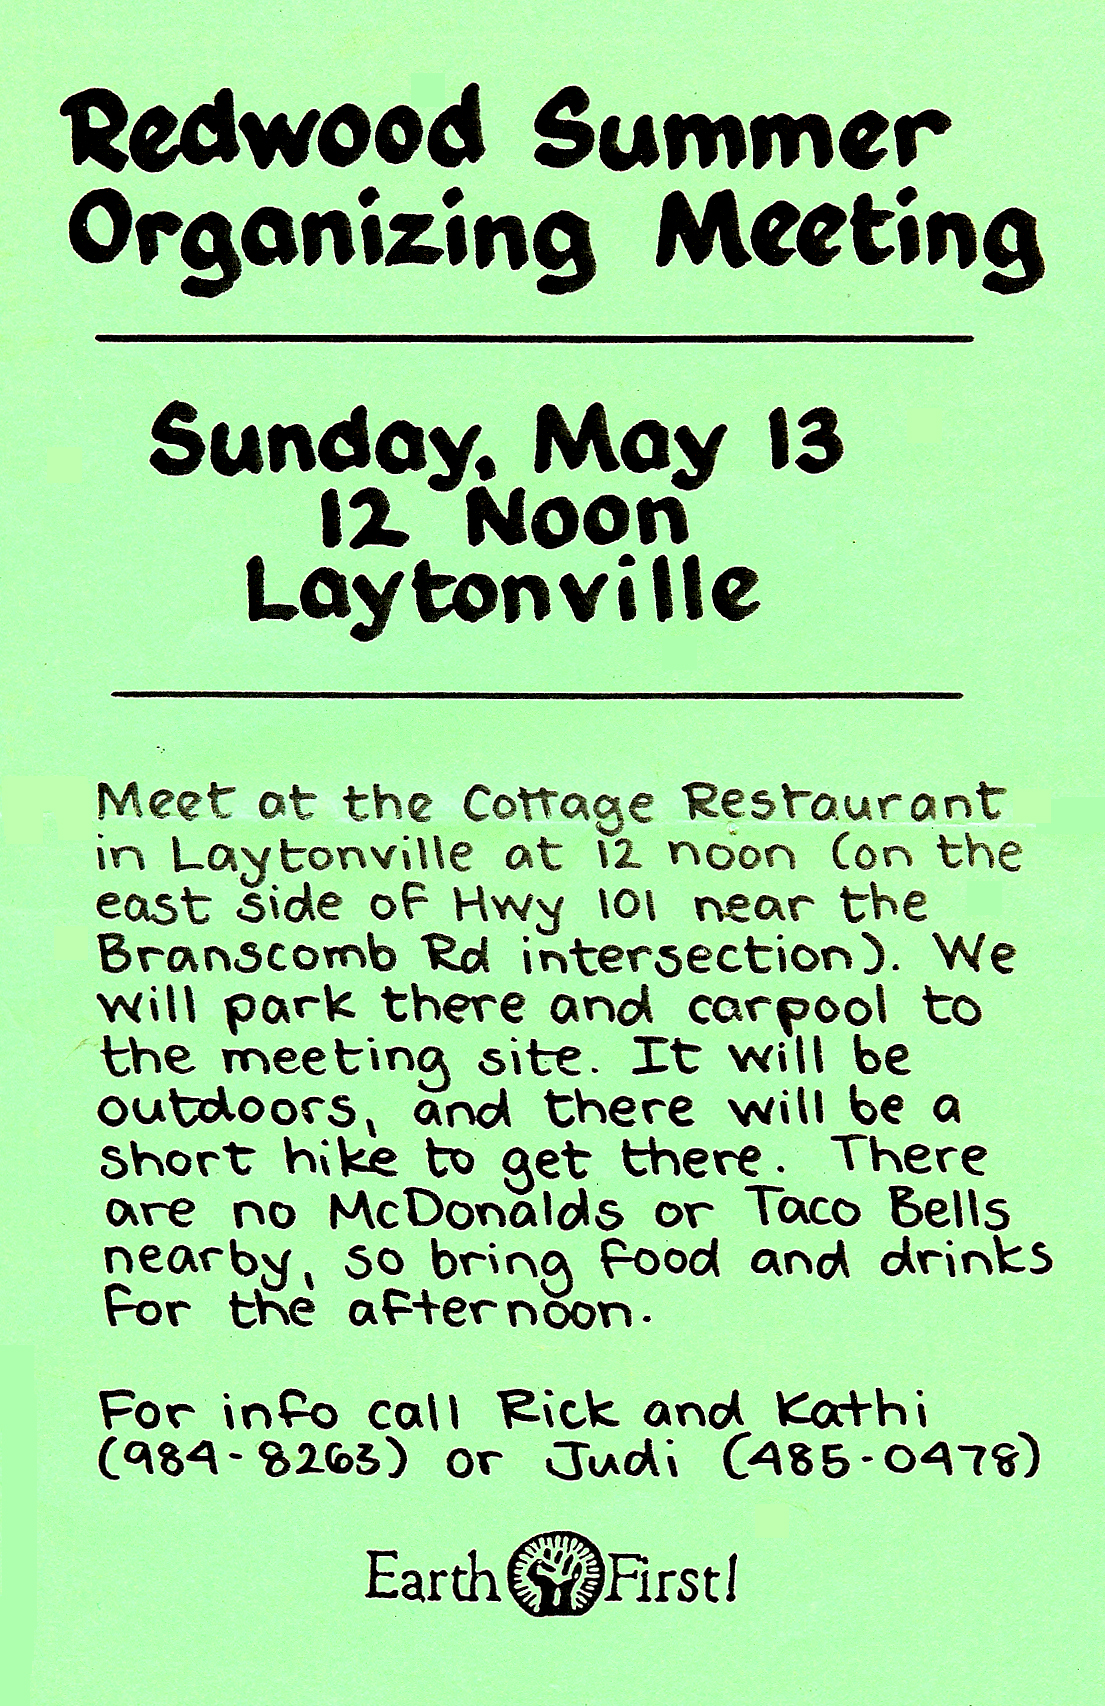 Redwood Summer
Organizing Meeting
Sunday, May 13
12 Noon
Laytonville
Meet at the Cottage Restaurant
in Laytonville at 12 noon (on the
east side of Hwy 101 near the
Branscomb Rd intersection). We
will park there and carpool to
the meeting site. It will be
outdoors, and there will be a
short hike to get there. There
are no McDonalds or Taco Bells
nearby, so bring food and drinks
for the afternoon.
For info call Rick and Kathi
(984-8263) or Judi (485-0478)
Earth First!